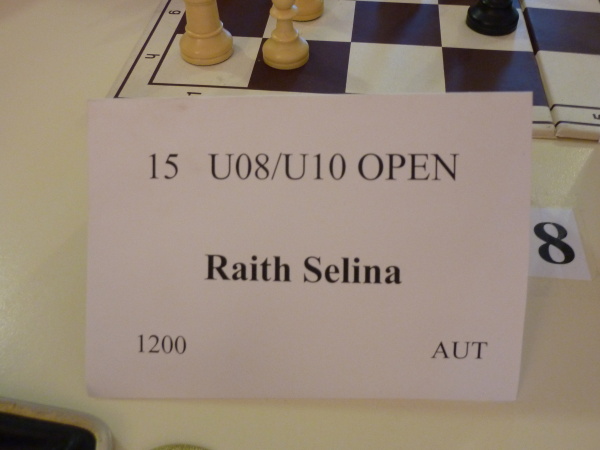 15 U08/U10 OPEN
Raith Selina
1200 AUT
8